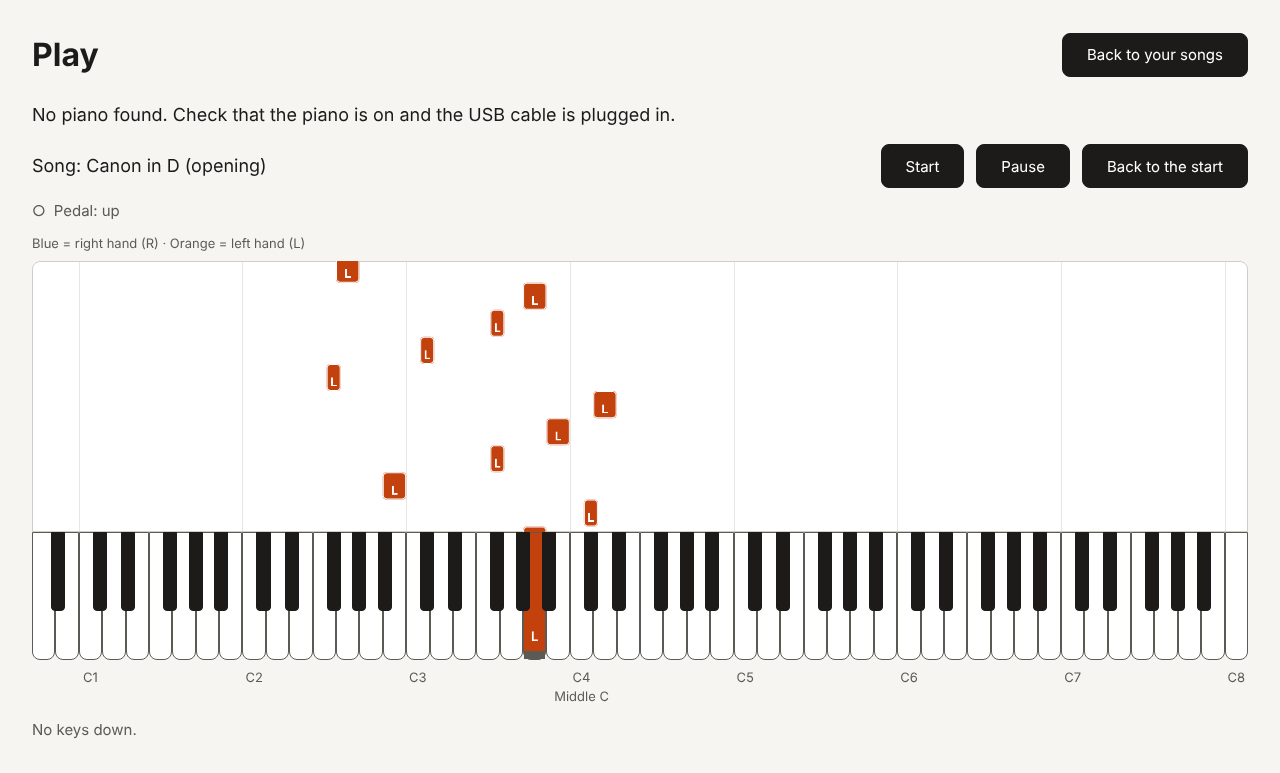 Play
Back to your songs
No piano found. Check that the piano is on and the USB cable is plugged in.
Song: Canon in D (opening)
Start
Pause
Back to the start
Pedal: up
Blue = right hand (R) · Orange = left hand (L)
L
L
L
L
L
L
L
L
L
L
L
C1
C2
C3
C4
C5
C6
C7
C8
Middle C
No keys down.